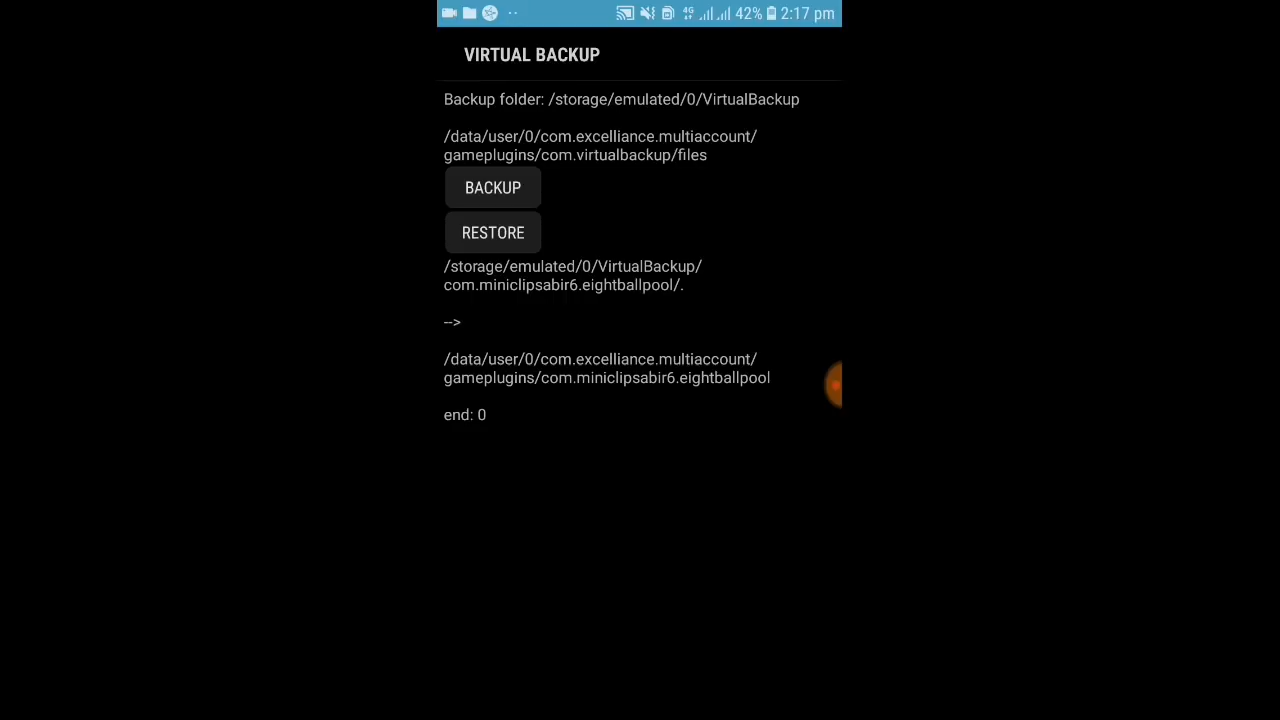 4G 42% 2:17 pm
VIRTUAL BACKUP
Backup folder: /storage/emulated/0/VirtualBackup
/data/user/0/com.excelliance.multiaccount/
gameplugins/com.virtualbackup/files
BACKUP
RESTORE
/storage/emulated/0/VirtualBackup/
com.miniclipsabir6.eightballpool/.
-->
/data/user/0/com.excelliance.multiaccount/
gameplugins/com.miniclipsabir6.eightballpool
end: 0